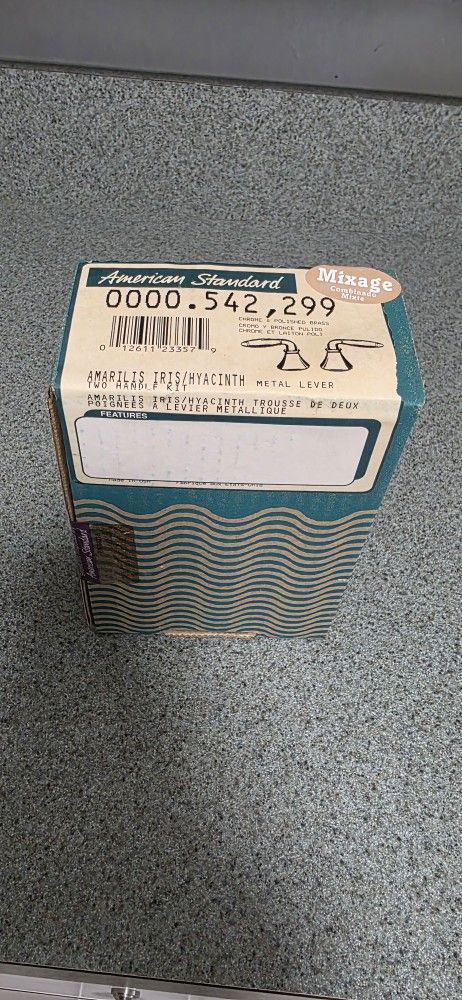 American Standard
Mixage
Combinado
Mixte
0000.542,299
CHROME & POLISHED BRASS
CROMO Y BRONCE PULIDO
CHROME ET LAITON POLI
0 12611 23357 9
AMARILIS IRIS/HYACINTH METAL LEVER
TWO HANDLE KIT
AMARILIS IRIS/HYACINTH TROUSSE DE DEUX
POIGNEES A LEVIER METALLIQUE
FEATURES
American Standard